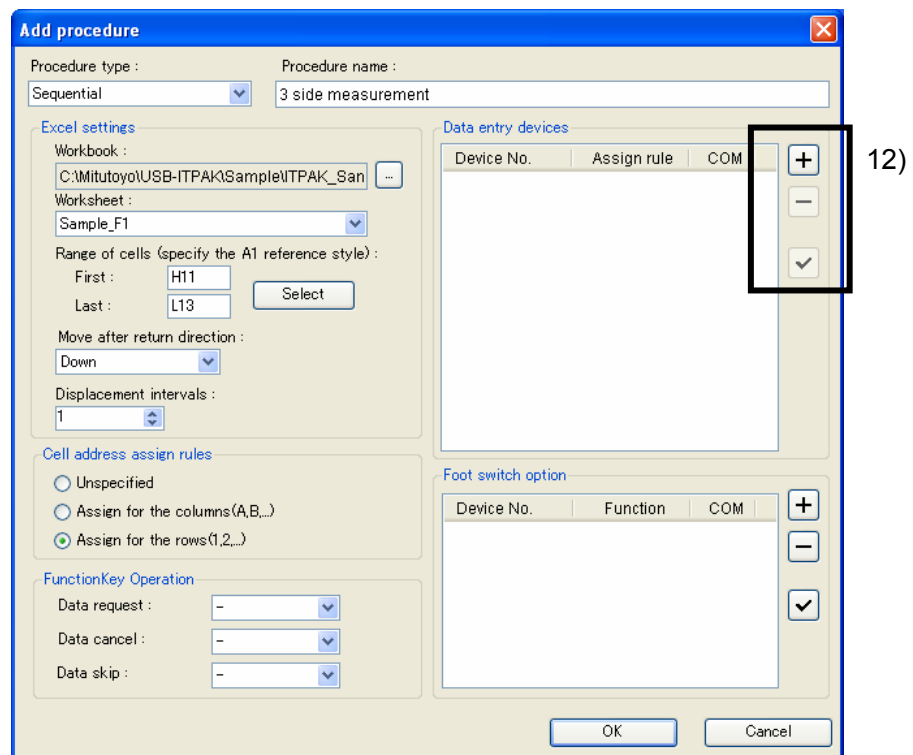 Add procedure
Procedure type :
Procedure name :
Sequential
3 side measurement
Excel settings
Workbook :
C:\Mitutoyo\USB-ITPAK\Sample\ITPAK_San
...
Worksheet :
Sample_F1
Range of cells (specify the A1 reference style) :
First :
H11
Last :
L13
Select
Move after return direction :
Down
Displacement intervals :
1
Cell address assign rules
Unspecified
Assign for the columns(A,B,...)
Assign for the rows(1,2,...)
FunctionKey Operation
Data request :
-
Data cancel :
-
Data skip :
-
Data entry devices
Device No.
Assign rule
COM
12)
Foot switch option
Device No.
Function
COM
OK
Cancel